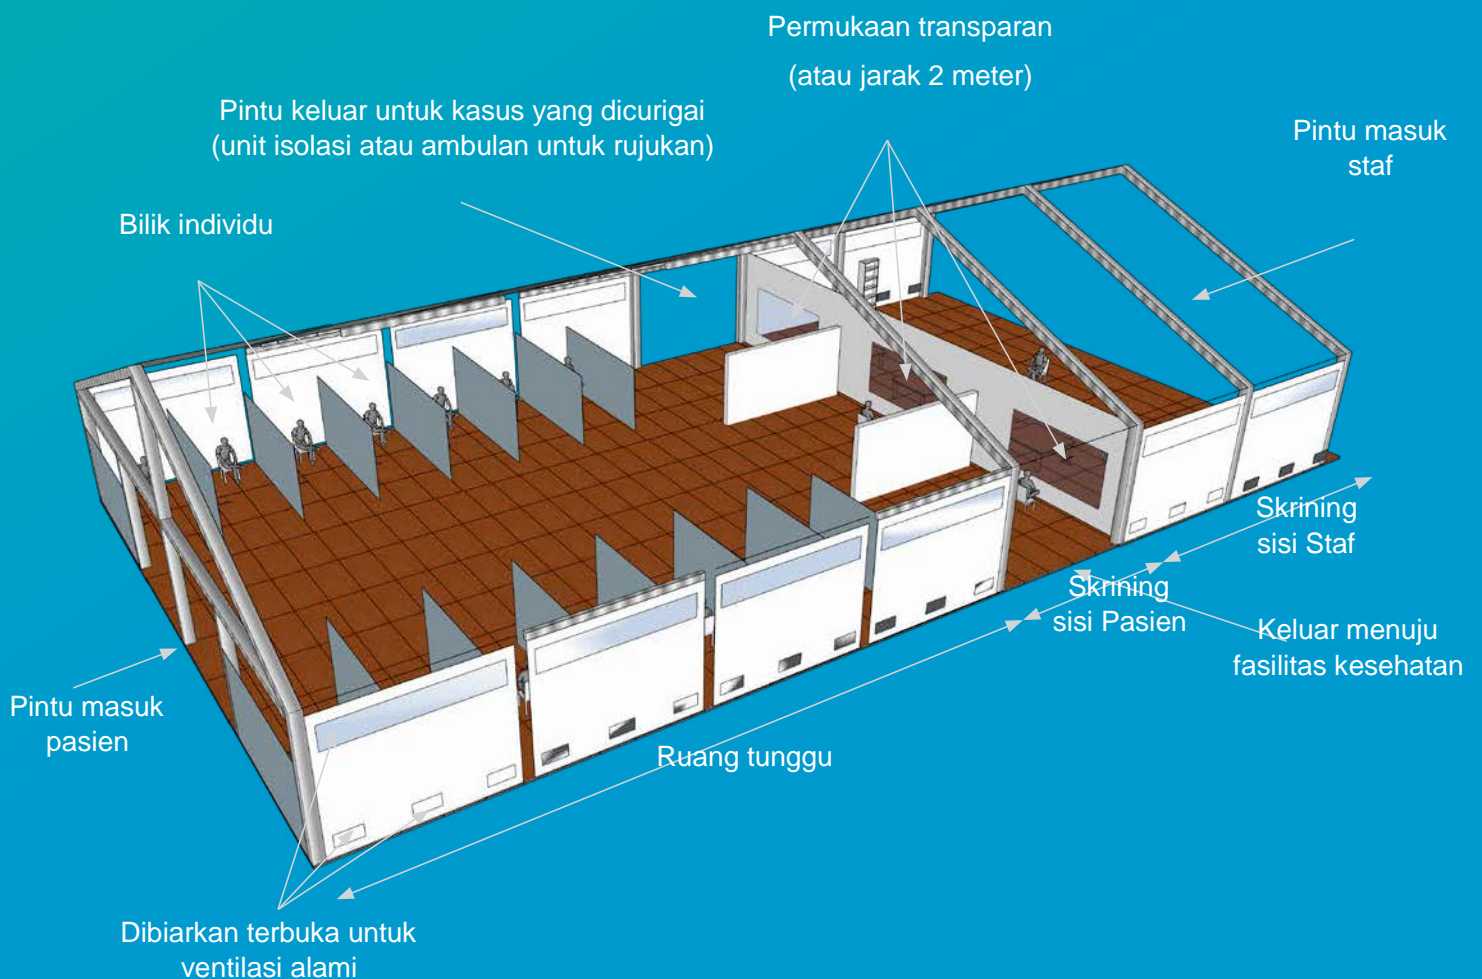 Permukaan transparan
(atau jarak 2 meter)
Pintu keluar untuk kasus yang dicurigai
(unit isolasi atau ambulan untuk rujukan)
Pintu masuk
staf
Bilik individu
Skrining
sisi Staf
Skrining
sisi Pasien
Keluar menuju
fasilitas kesehatan
Pintu masuk
pasien
Ruang tunggu
Dibiarkan terbuka untuk
ventilasi alami